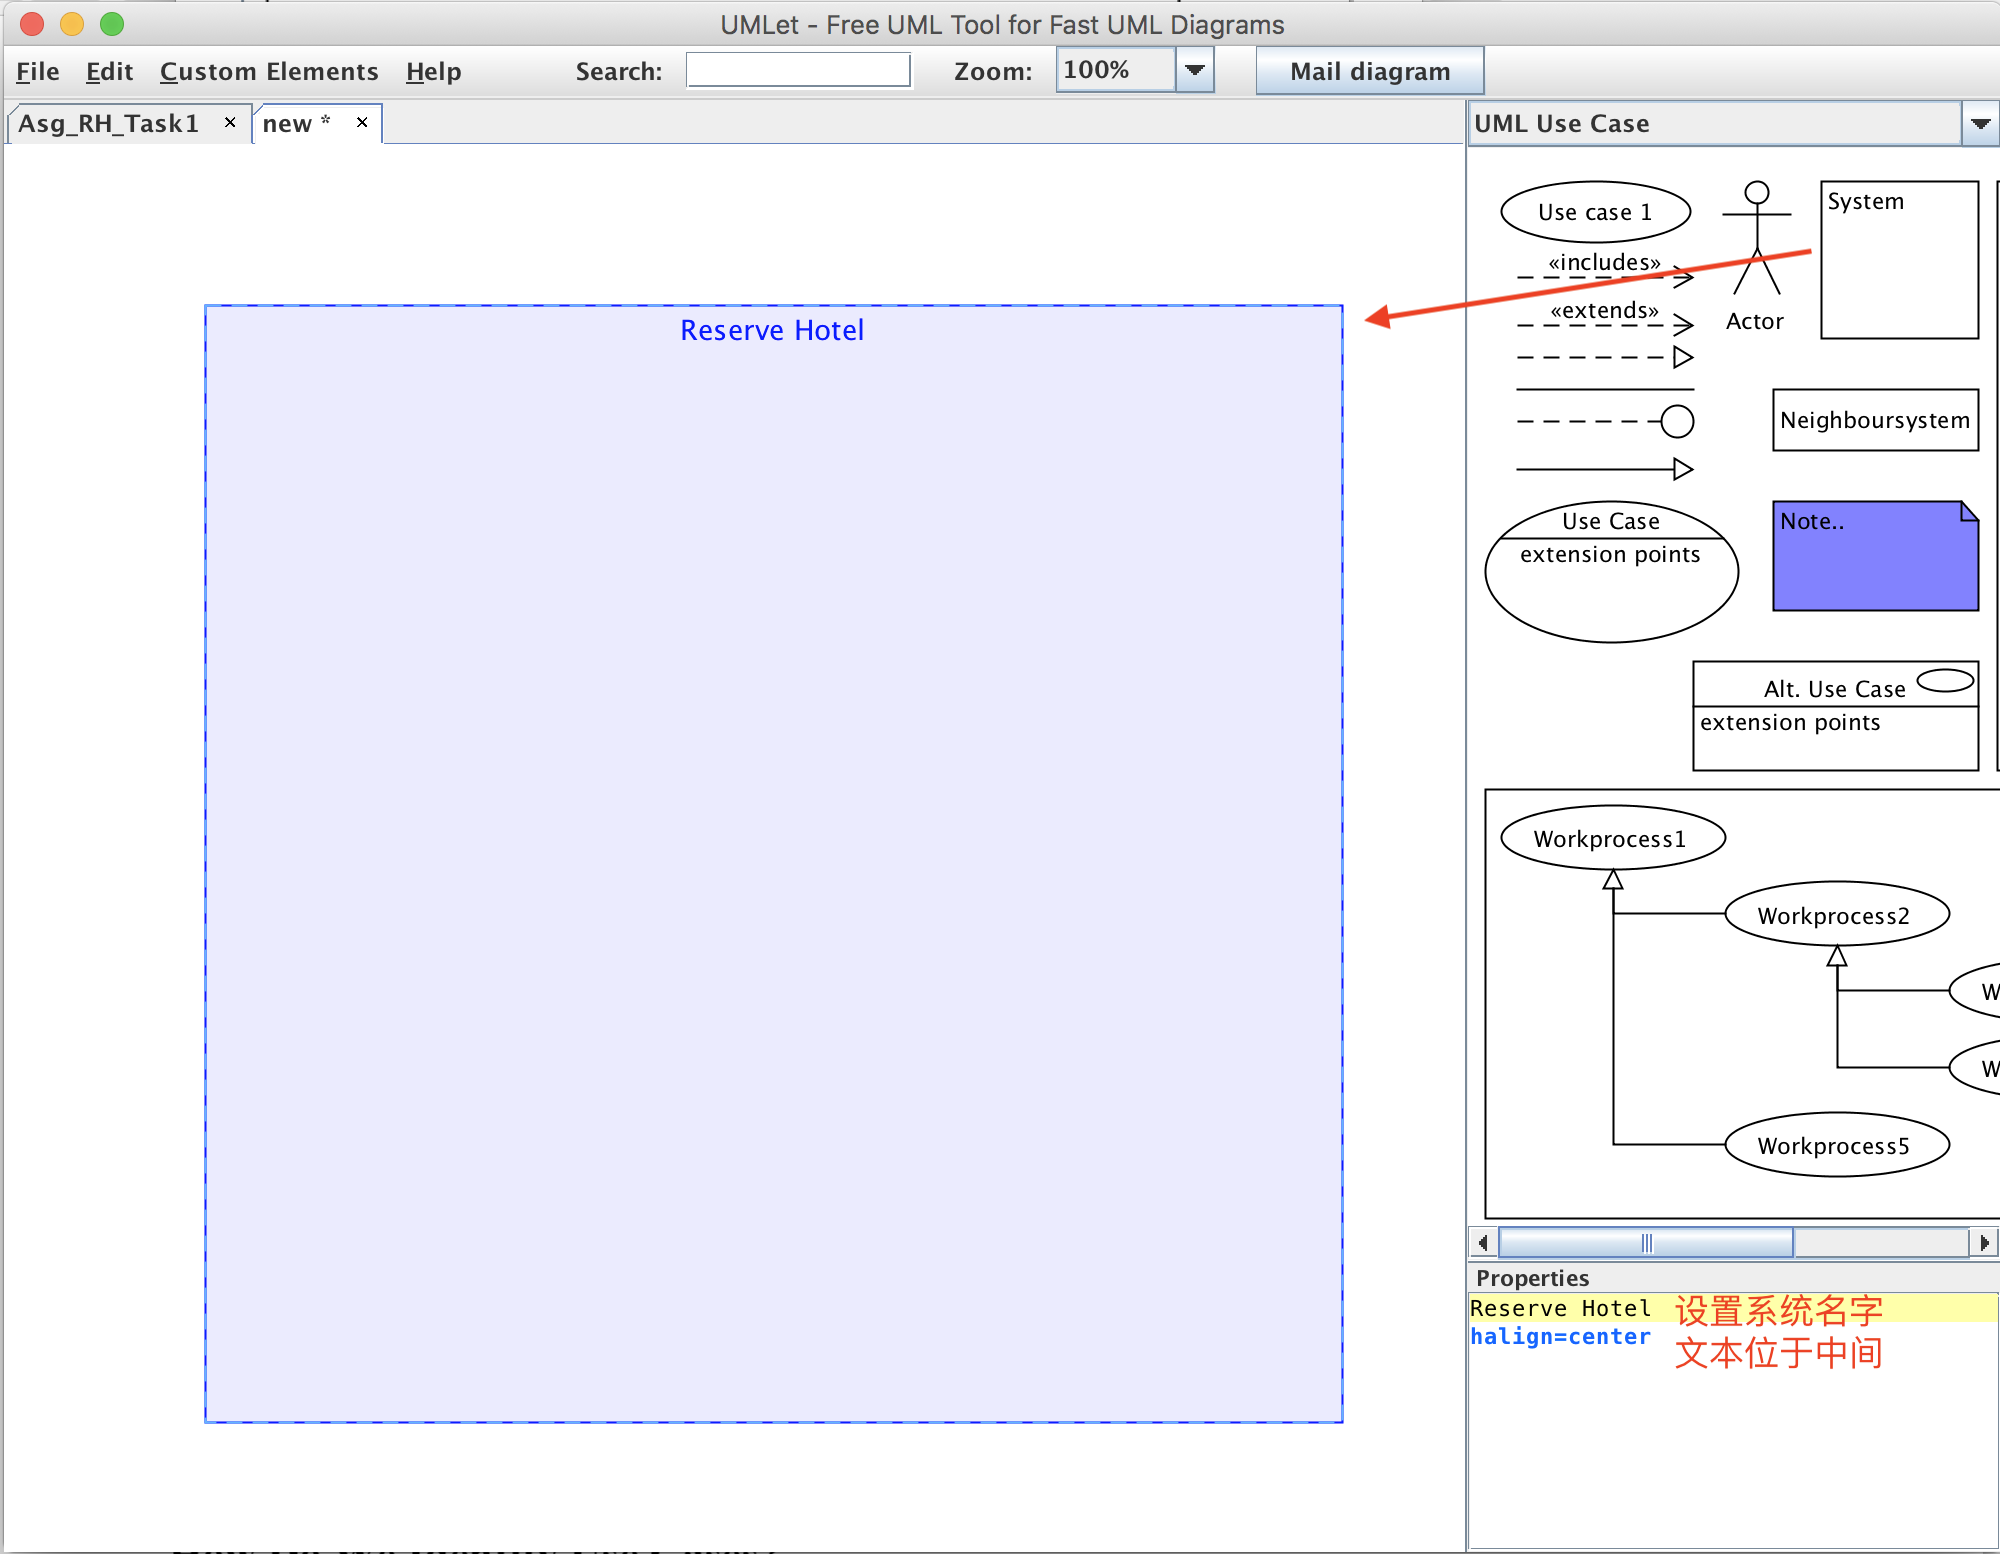 UMLet - Free UML Tool for Fast UML Diagrams
File Edit Custom Elements Help Search: Zoom: 100% Mail diagram
Asg_RH_Task1 × new * ×
UML Use Case
Reserve Hotel
Use case 1
System
«includes»
«extends»
Actor
Neighboursystem
Use Case
extension points
Note..
Alt. Use Case
extension points
Workprocess1
Workprocess2
W
W
Workprocess5
Properties
Reserve Hotel 设置系统名字
halign=center 文本位于中间